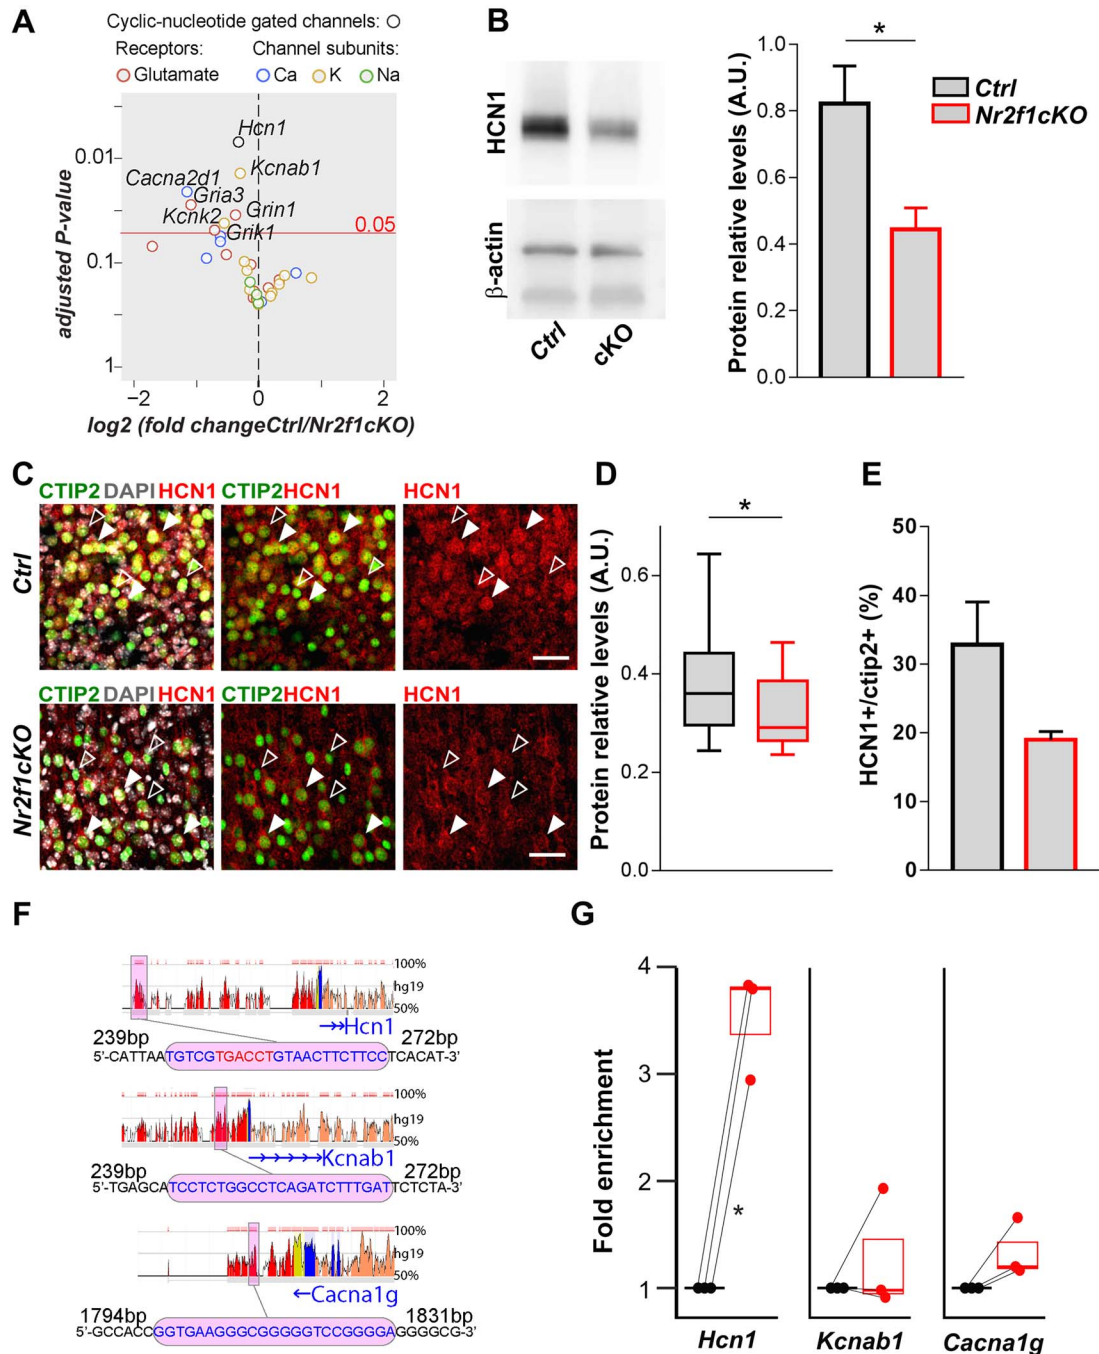 A
Cyclic-nucleotide gated channels:
Receptors: Channel subunits:
Glutamate Ca K Na
Hcn1
0.01
Kcnab1
Cacna2d1
Gria3
Grin1
Kcnk2
0.05
Grik1
0.1
1
adjusted P-value
−2 0 2
log2 (fold changeCtrl/Nr2f1cKO)
B
HCN1
β-actin
Ctrl cKO
Protein relative levels (A.U.)
1.0
0.8
0.6
0.4
0.2
0.0
*
Ctrl
Nr2f1cKO
C
CTIP2 DAPI HCN1 CTIP2 HCN1 HCN1
Ctrl
CTIP2 DAPI HCN1 CTIP2 HCN1 HCN1
Nr2f1cKO
D
*
Protein relative levels (A.U.)
0.6
0.4
0.2
0.0
E
HCN1+/ctip2+ (%)
50
40
30
20
10
0
F
100%
hg19
50%
Hcn1
239bp 272bp
5'-CATTAATGTCGTGACCTGTAACTTCTTCCTCACAT-3'
100%
hg19
50%
Kcnab1
239bp 272bp
5'-TGAGCATCCTCTGGCCTCAGATCTTTGATTCTCTA-3'
100%
hg19
50%
Cacna1g
1794bp 1831bp
5'-GCCACCGGTGAAGGGCGGGGGTCCGGGGAGGGGCG-3'
G
Fold enrichment
4
3
2
1
*
Hcn1 Kcnab1 Cacna1g